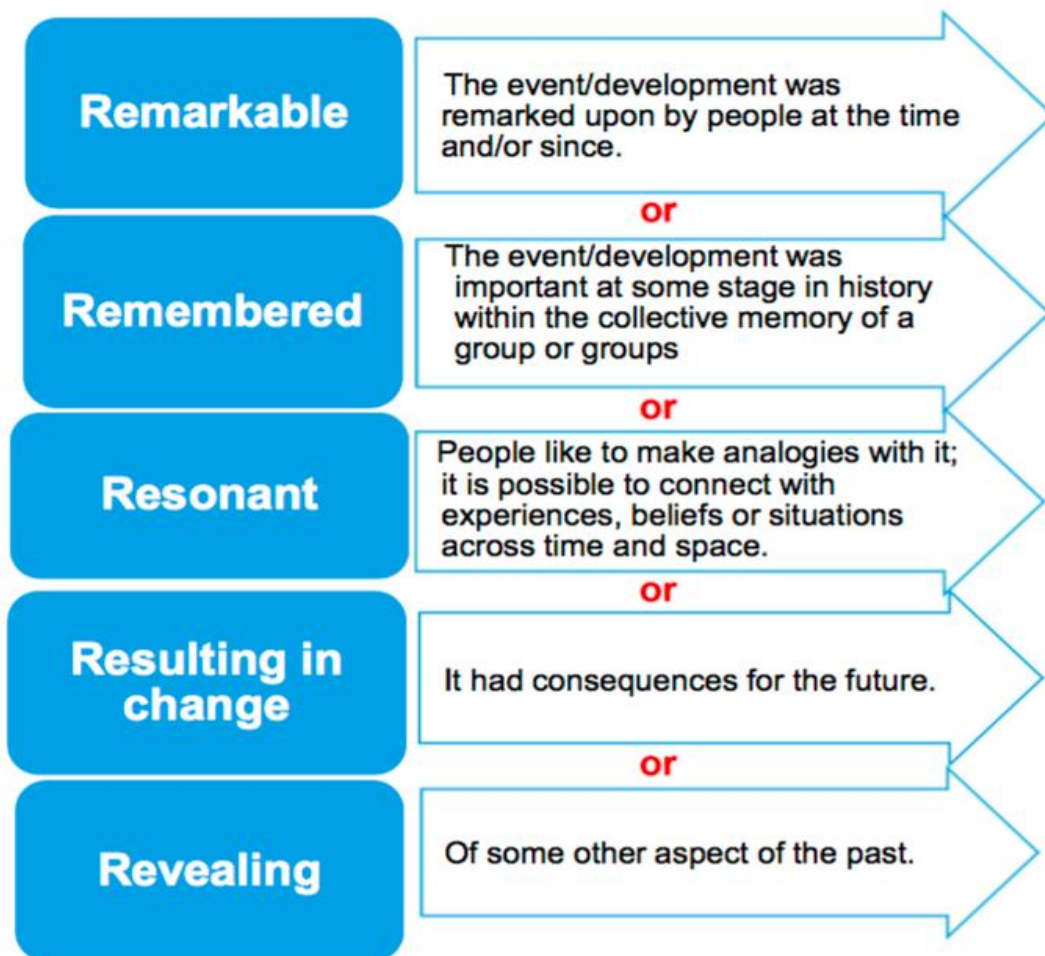 Remarkable
The event/development was
remarked upon by people at the time
and/or since.
or
Remembered
The event/development was
important at some stage in history
within the collective memory of a
group or groups
or
Resonant
People like to make analogies with it;
it is possible to connect with
experiences, beliefs or situations
across time and space.
or
Resulting in
change
It had consequences for the future.
or
Revealing
Of some other aspect of the past.